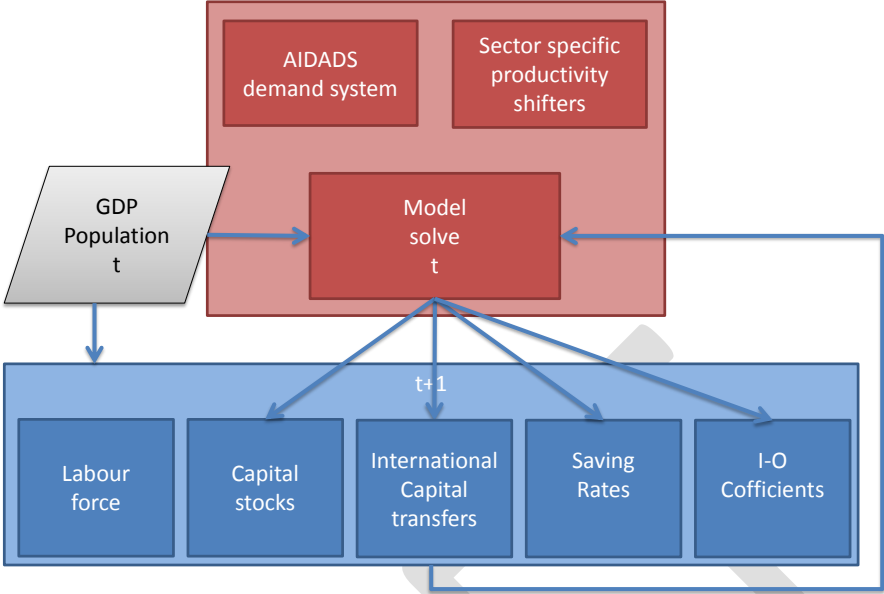 AIDADS
demand system
Sector specific
productivity
shifters
GDP
Population
t
Model
solve
t
t+1
Labour
force
Capital
stocks
International
Capital
transfers
Saving
Rates
I-O
Cofficients